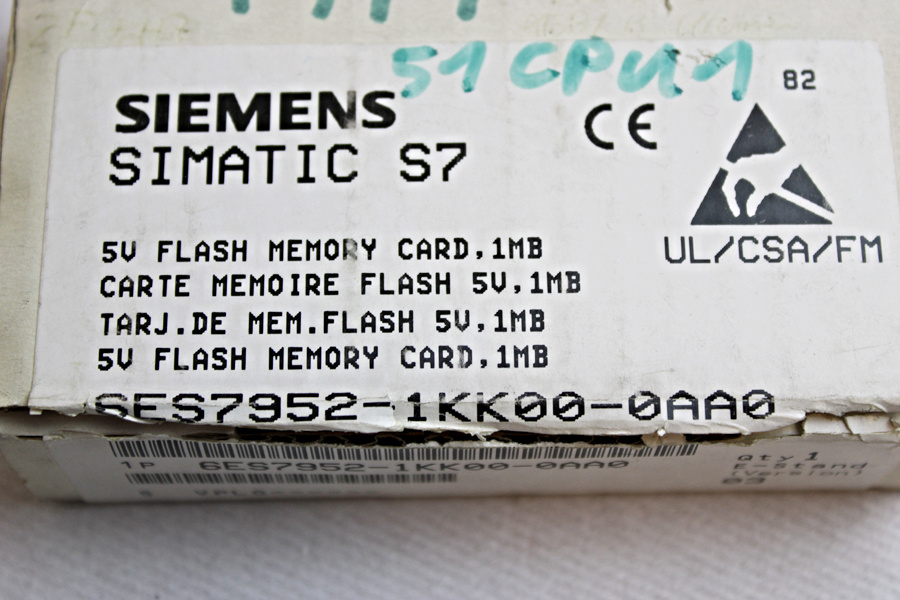 51 CPU1
82
SIEMENS
CE
SIMATIC S7
UL/CSA/FM
5V FLASH MEMORY CARD,1MB
CARTE MEMOIRE FLASH 5V,1MB
TARJ.DE MEM.FLASH 5V,1MB
5V FLASH MEMORY CARD,1MB
6ES7952-1KK00-0AA0
1P 6ES7952-1KK00-0AA0
Qty 1
E-Stand
(Version)
03
S